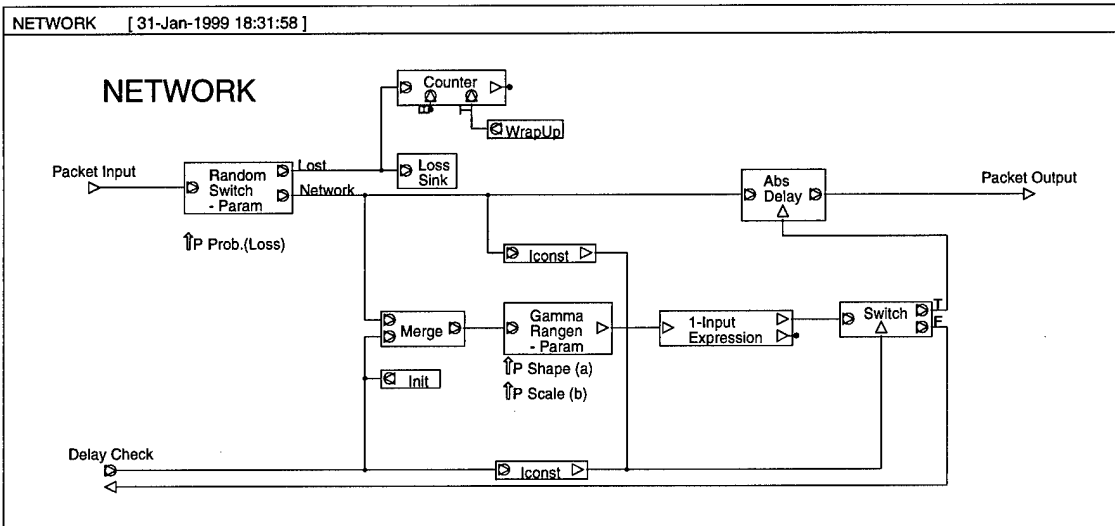 NETWORK [ 31-Jan-1999 18:31:58 ]
NETWORK
Counter
B
T
WrapUp
Packet Input
Random
Switch
- Param
Lost
Network
Loss
Sink
Abs
Delay
Packet Output
⇑P Prob.(Loss)
Iconst
Merge
Gamma
Rangen
- Param
1-Input
Expression
Switch
T
F
Init
⇑P Shape (a)
⇑P Scale (b)
Delay Check
Iconst